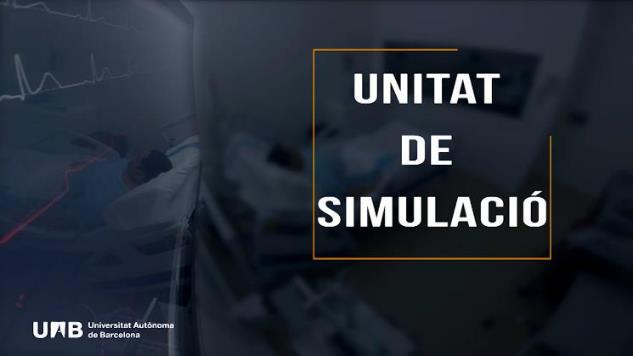 UNITAT
DE
SIMULACIÓ
UAB Universitat Autònoma
de Barcelona